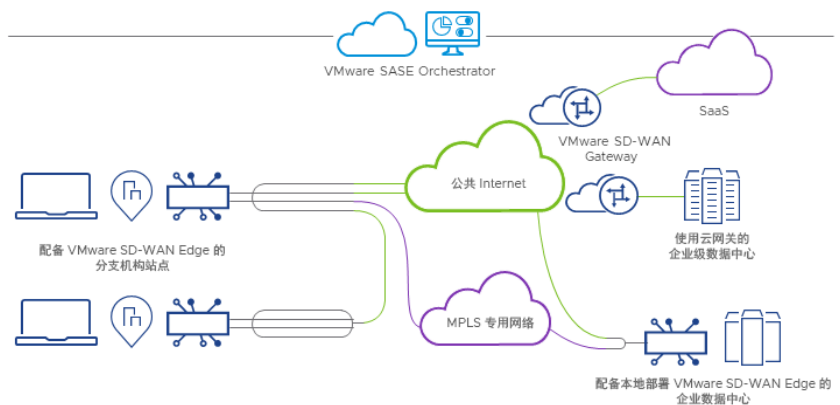 VMware SASE Orchestrator
SaaS
VMware SD-WAN
Gateway
公共 Internet
使用云网关的
企业级数据中心
配备 VMware SD-WAN Edge 的
分支机构站点
MPLS 专用网络
配备本地部署 VMware SD-WAN Edge 的
企业数据中心